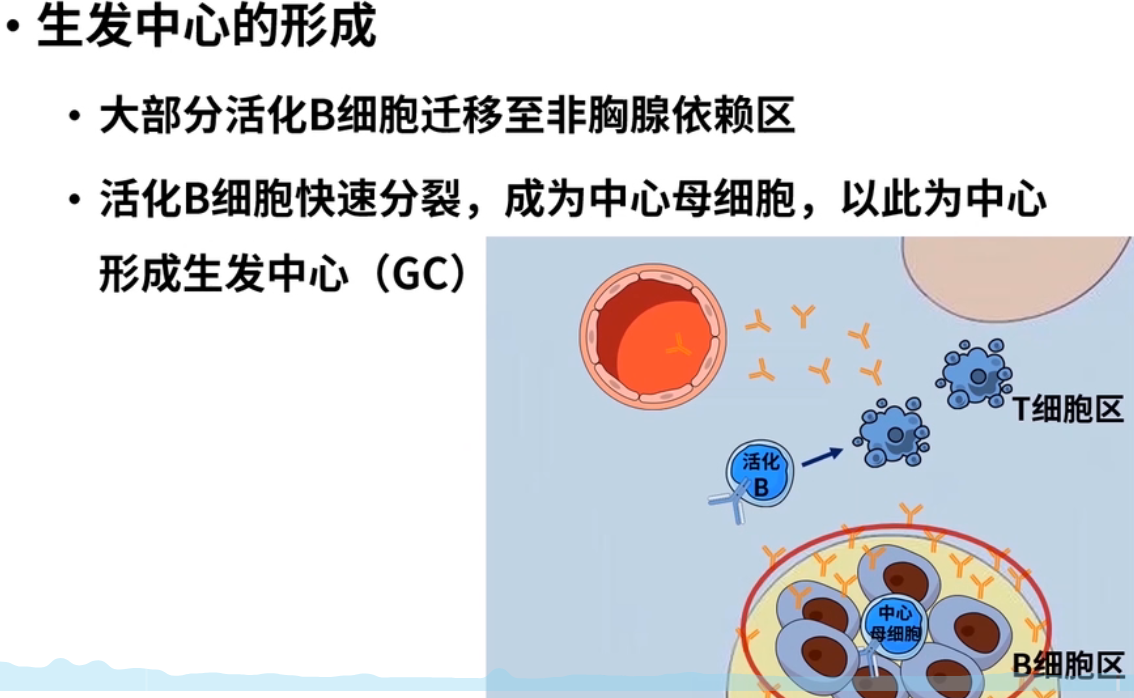 • 生发中心的形成
• 大部分活化B细胞迁移至非胸腺依赖区
• 活化B细胞快速分裂，成为中心母细胞，以此为中心
形成生发中心（GC）
T细胞区
活化
B
中心
母细胞
B细胞区